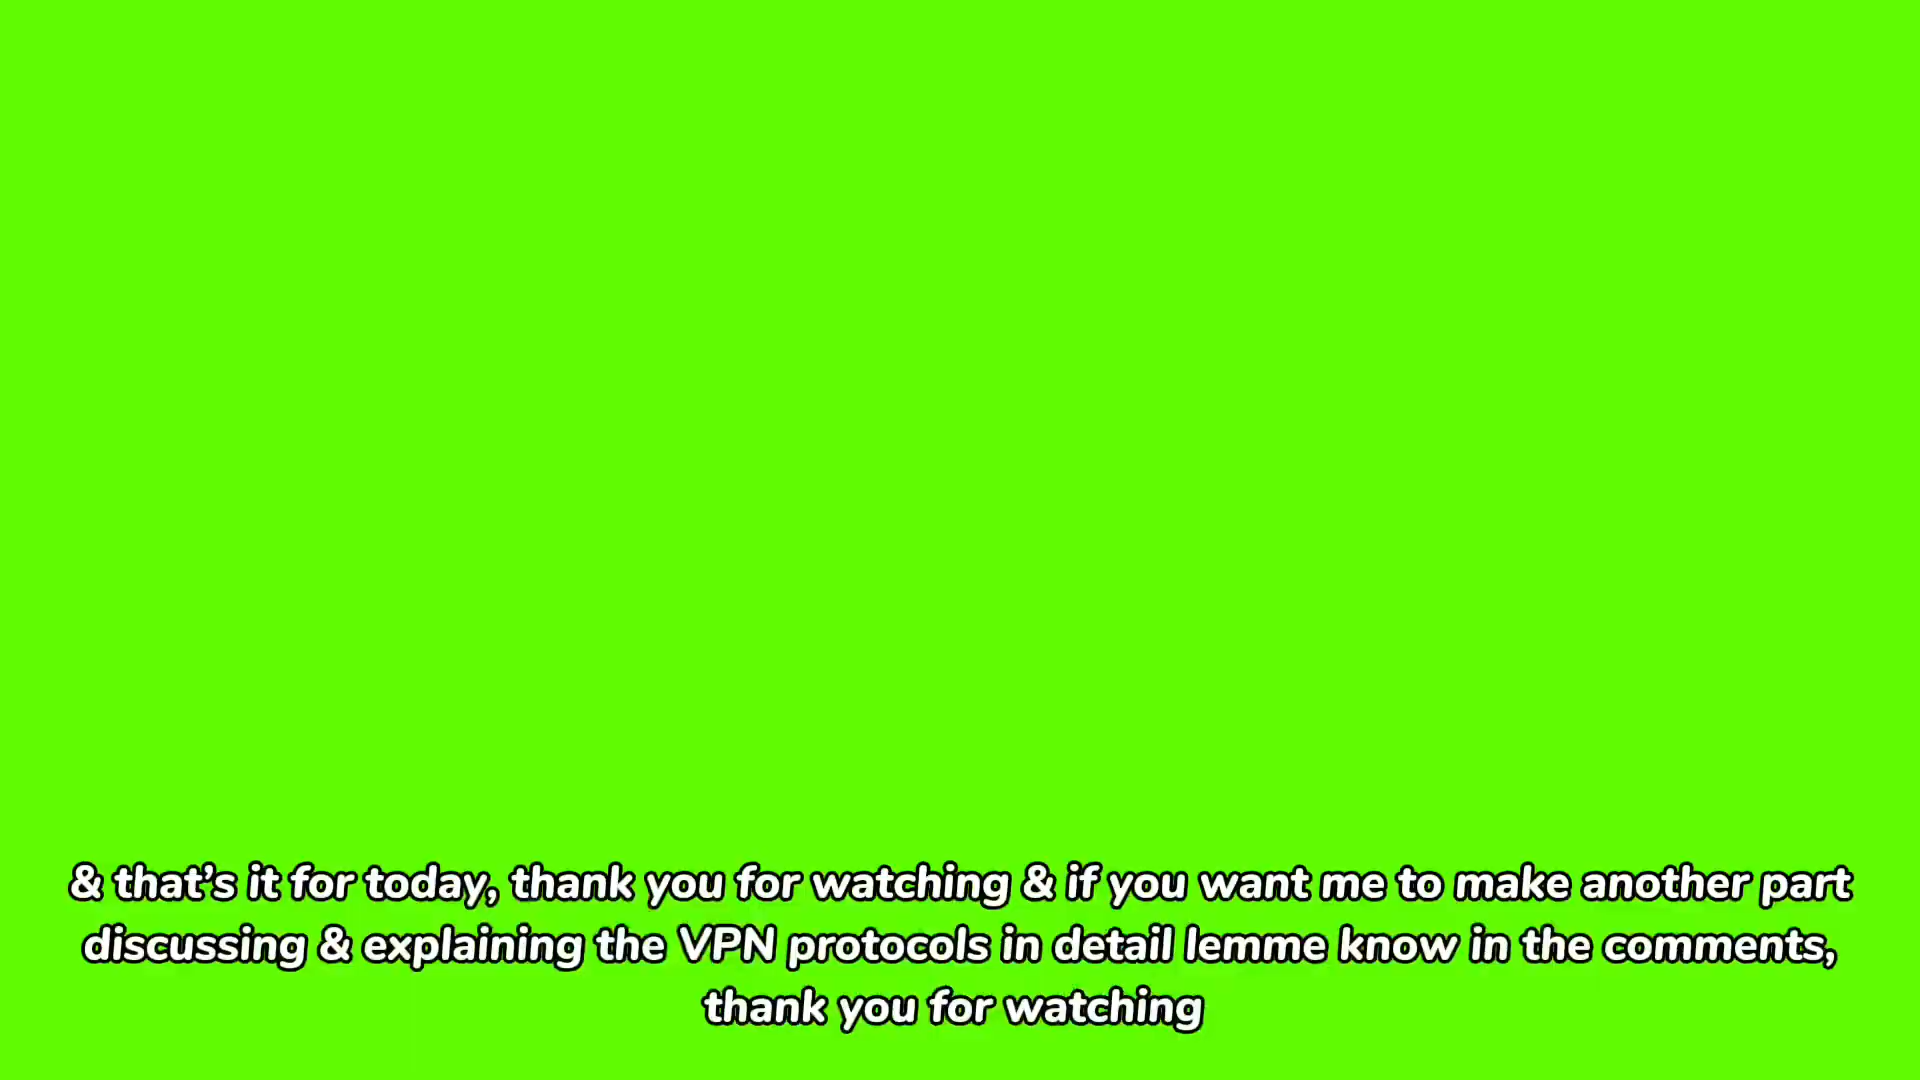 & that’s it for today, thank you for watching & if you want me to make another part
discussing & explaining the VPN protocols in detail lemme know in the comments,
thank you for watching